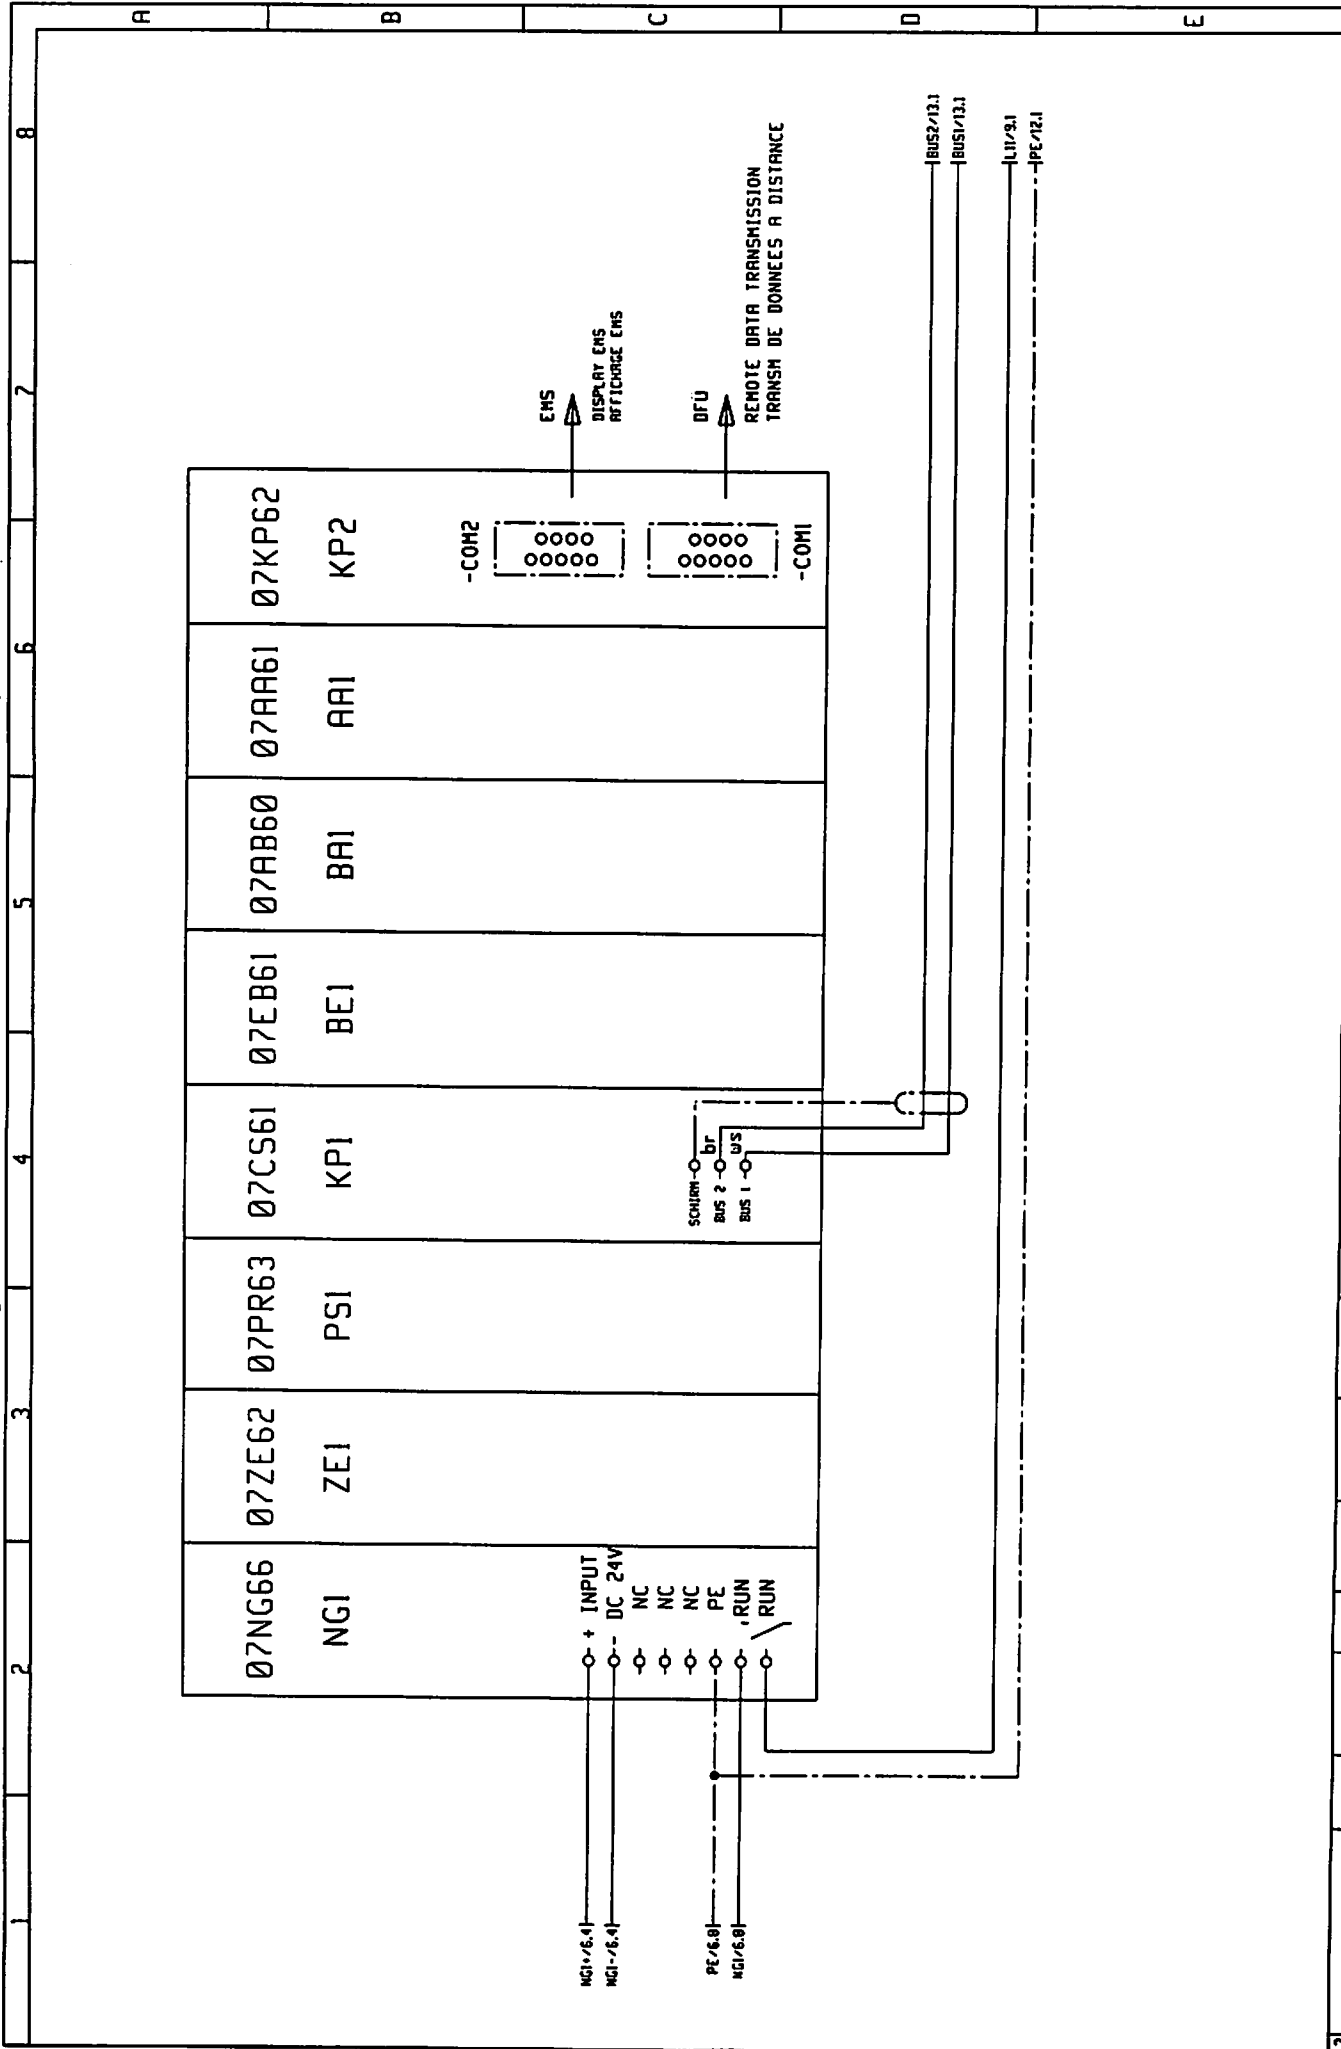 1
2
3
4
5
6
7
8
A
B
C
D
E
07NG66
NG1
07ZE62
ZE1
07PR63
PS1
07CS61
KP1
07EB61
BE1
07AB60
BA1
07AA61
AA1
07KP62
KP2
+ INPUT
- DC 24V
NC
NC
NC
PE
RUN
RUN
NG1+/6.4
NG1-/6.4
PE/6.8
NG1/6.8
SCHIRM
BUS 2
BUS 1
br
ws
-COM2
-COM1
EMS
DISPLAY EMS
AFFICHAGE EMS
DFÜ
REMOTE DATA TRANSMISSION
TRANSM DE DONNEES A DISTANCE
BUS2/13.1
BUS1/13.1
L11/9.1
PE/12.1